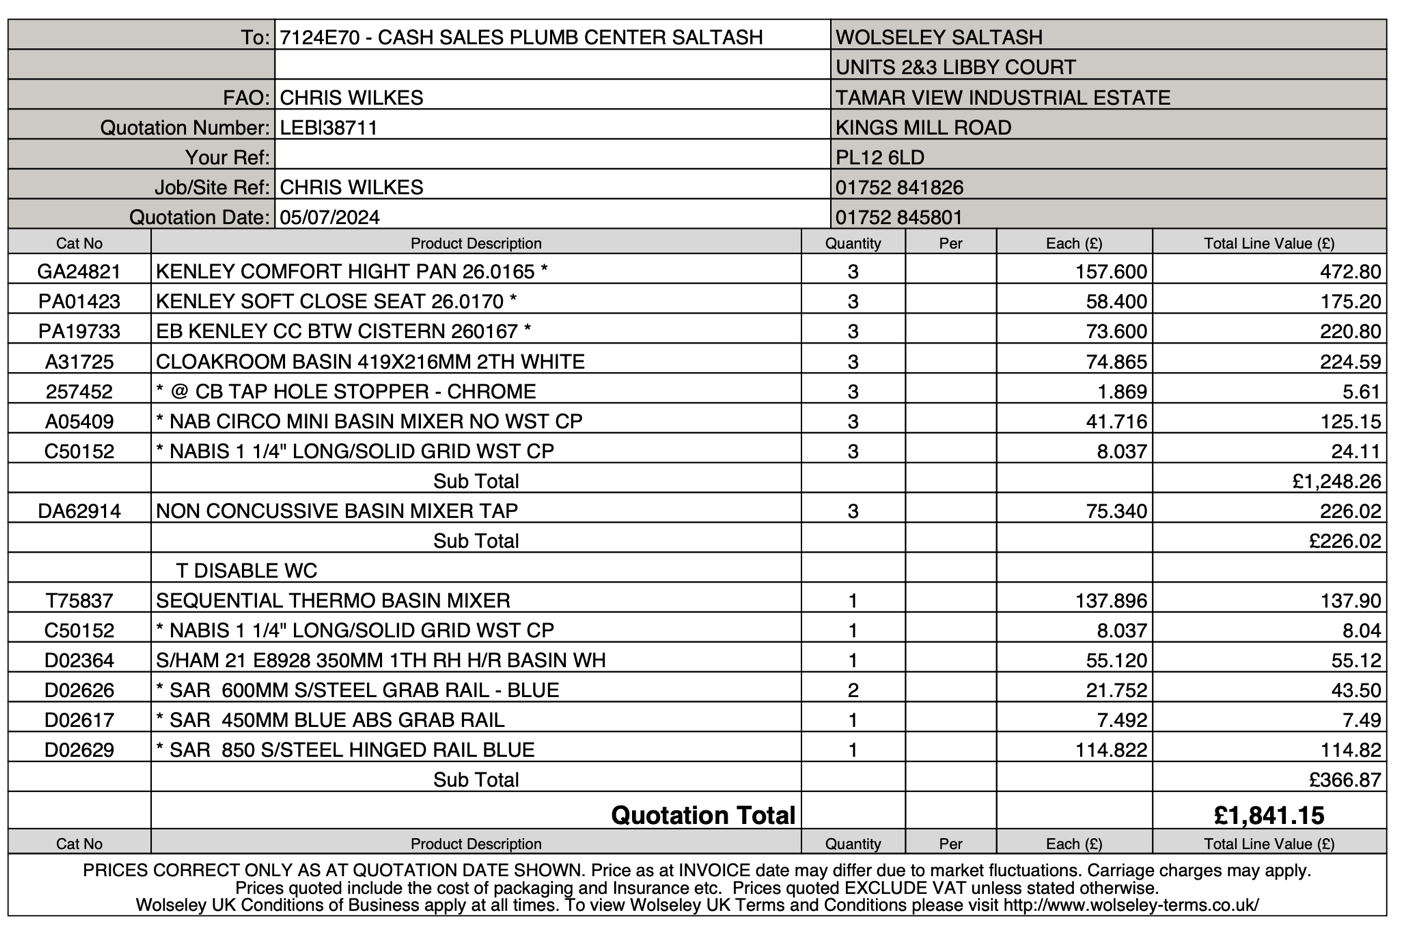 To: 7124E70 - CASH SALES PLUMB CENTER SALTASH WOLSELEY SALTASH
UNITS 2&3 LIBBY COURT
FAO: CHRIS WILKES TAMAR VIEW INDUSTRIAL ESTATE
Quotation Number: LEBI38711 KINGS MILL ROAD
Your Ref: PL12 6LD
Job/Site Ref: CHRIS WILKES 01752 841826
Quotation Date: 05/07/2024 01752 845801
Cat No Product Description Quantity Per Each (£) Total Line Value (£)
GA24821 KENLEY COMFORT HIGHT PAN 26.0165 * 3 157.600 472.80
PA01423 KENLEY SOFT CLOSE SEAT 26.0170 * 3 58.400 175.20
PA19733 EB KENLEY CC BTW CISTERN 260167 * 3 73.600 220.80
A31725 CLOAKROOM BASIN 419X216MM 2TH WHITE 3 74.865 224.59
257452 * @ CB TAP HOLE STOPPER - CHROME 3 1.869 5.61
A05409 * NAB CIRCO MINI BASIN MIXER NO WST CP 3 41.716 125.15
C50152 * NABIS 1 1/4" LONG/SOLID GRID WST CP 3 8.037 24.11
Sub Total £1,248.26
DA62914 NON CONCUSSIVE BASIN MIXER TAP 3 75.340 226.02
Sub Total £226.02
T DISABLE WC
T75837 SEQUENTIAL THERMO BASIN MIXER 1 137.896 137.90
C50152 * NABIS 1 1/4" LONG/SOLID GRID WST CP 1 8.037 8.04
D02364 S/HAM 21 E8928 350MM 1TH RH H/R BASIN WH 1 55.120 55.12
D02626 * SAR 600MM S/STEEL GRAB RAIL - BLUE 2 21.752 43.50
D02617 * SAR 450MM BLUE ABS GRAB RAIL 1 7.492 7.49
D02629 * SAR 850 S/STEEL HINGED RAIL BLUE 1 114.822 114.82
Sub Total £366.87
Quotation Total £1,841.15
Cat No Product Description Quantity Per Each (£) Total Line Value (£)
PRICES CORRECT ONLY AS AT QUOTATION DATE SHOWN. Price as at INVOICE date may differ due to market fluctuations. Carriage charges may apply.
Prices quoted include the cost of packaging and Insurance etc. Prices quoted EXCLUDE VAT unless stated otherwise.
Wolseley UK Conditions of Business apply at all times. To view Wolseley UK Terms and Conditions please visit http://www.wolseley-terms.co.uk/